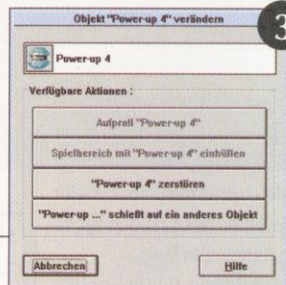 Objekt "Power-up 4" verändern
3
Power-up 4
Verfügbare Aktionen :
Aufprall "Power-up 4"
Spielbereich mit "Power-up 4" einhüllen
"Power-up 4" zerstören
"Power-up ..." schießt auf ein anderes Objekt
Abbrechen
Hilfe